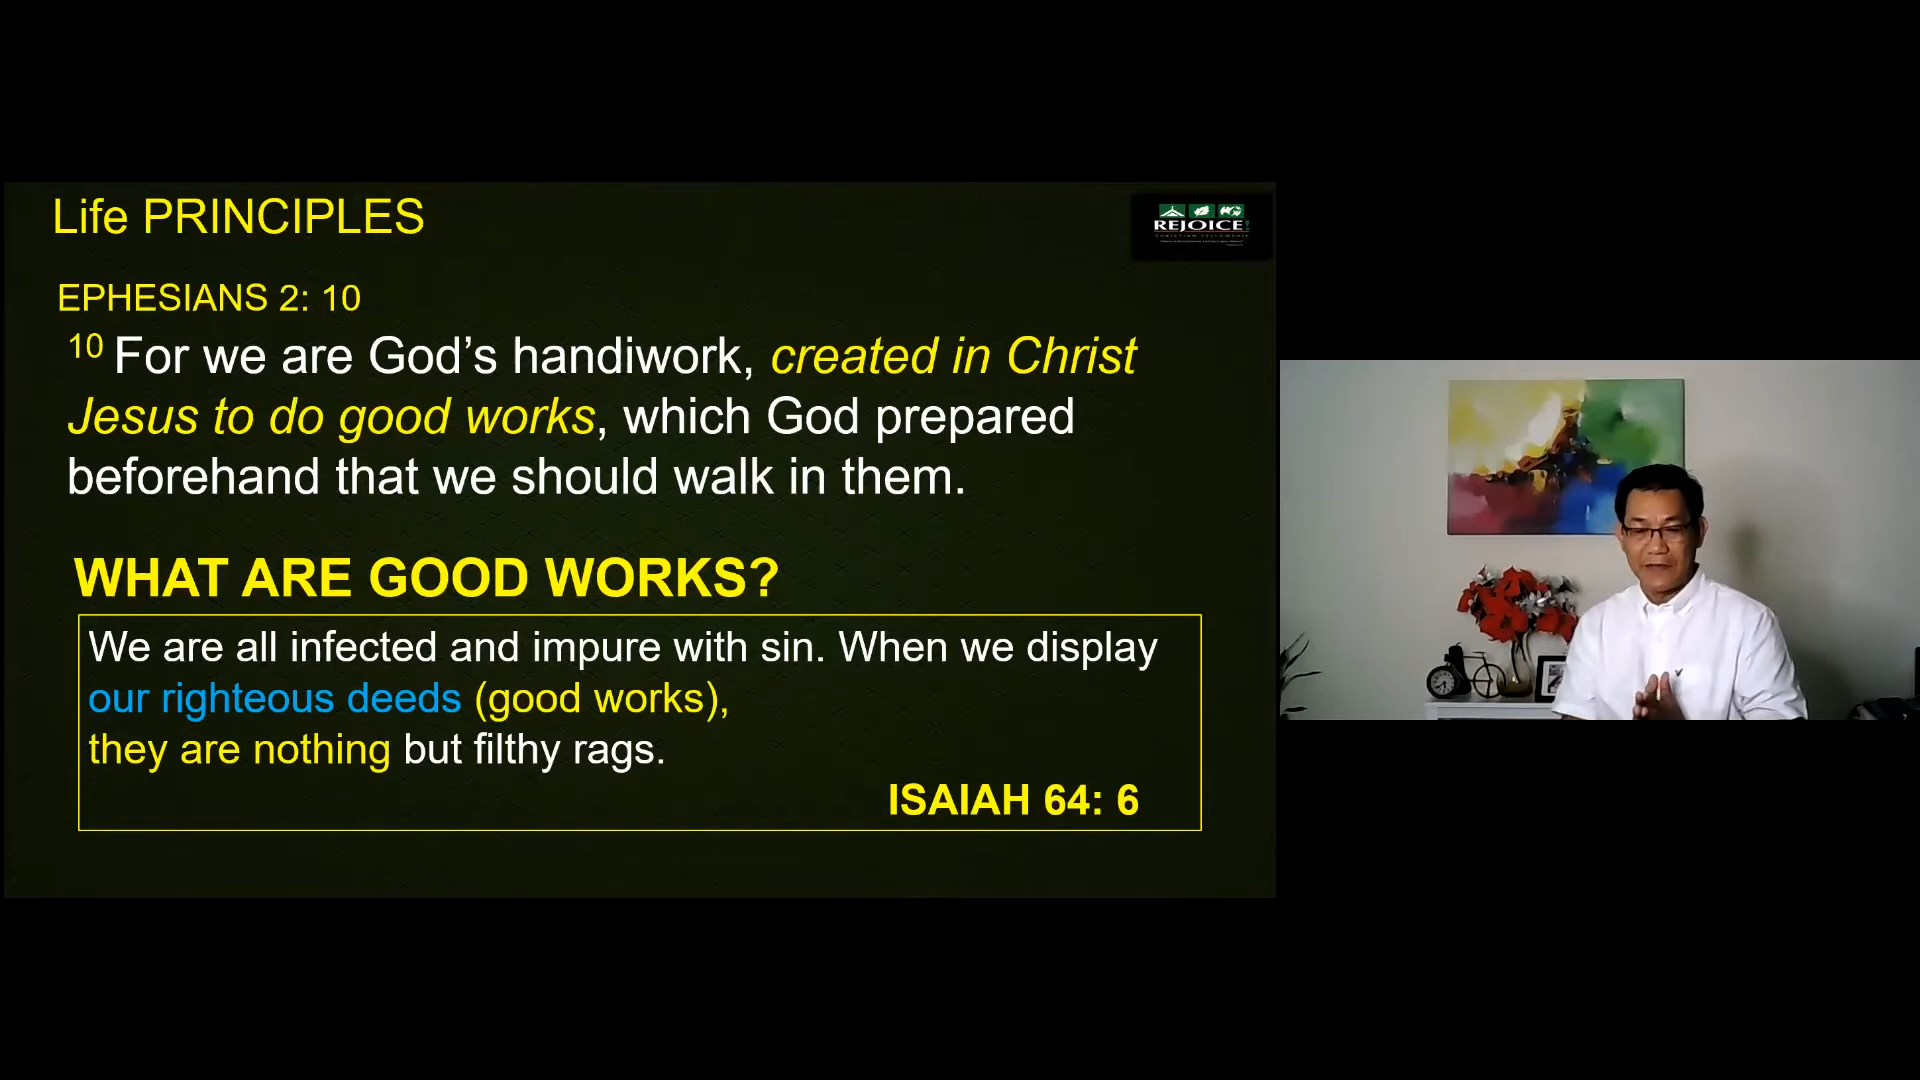 Life PRINCIPLES
REJOICE!
EPHESIANS 2: 10
10 For we are God’s handiwork, created in Christ
Jesus to do good works, which God prepared
beforehand that we should walk in them.
WHAT ARE GOOD WORKS?
We are all infected and impure with sin. When we display
our righteous deeds (good works),
they are nothing but filthy rags.
ISAIAH 64: 6